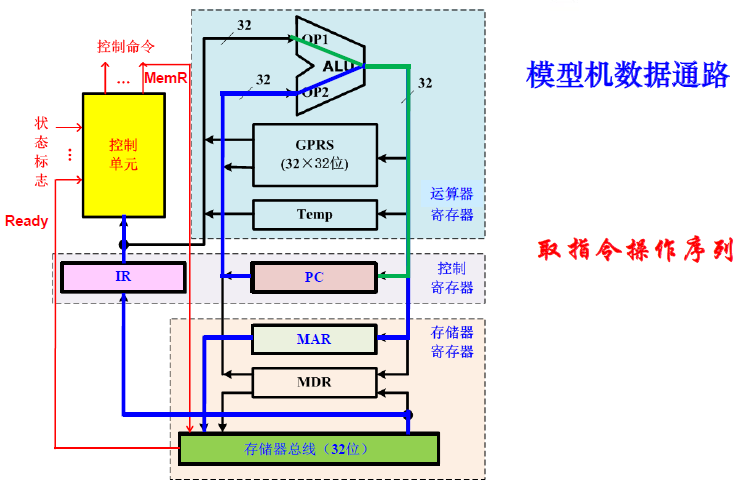 模型机数据通路
取指令操作序列
控制命令
...
MemR
状态标志
...
Ready
控制
单元
32
OP1
ALU
32
OP2
32
GPRS
(32×32位)
Temp
运算器
寄存器
IR
PC
控制
寄存器
MAR
存储器
寄存器
MDR
存储器总线(32位)